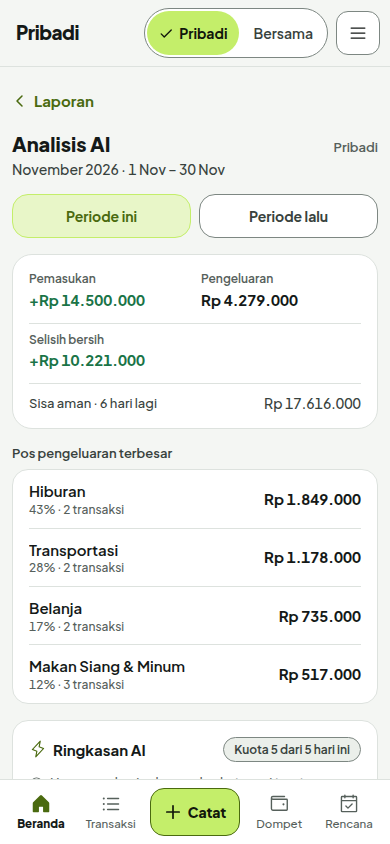 Pribadi
Pribadi
Bersama
Laporan
Analisis AI
Pribadi
November 2026 · 1 Nov – 30 Nov
Periode ini
Periode lalu
Pemasukan
Pengeluaran
+Rp 14.500.000
Rp 4.279.000
Selisih bersih
+Rp 10.221.000
Sisa aman · 6 hari lagi
Rp 17.616.000
Pos pengeluaran terbesar
Hiburan
43% · 2 transaksi
Rp 1.849.000
Transportasi
28% · 2 transaksi
Rp 1.178.000
Belanja
17% · 2 transaksi
Rp 735.000
Makan Siang & Minum
12% · 3 transaksi
Rp 517.000
Ringkasan AI
Kuota 5 dari 5 hari ini
Beranda
Transaksi
Catat
Dompet
Rencana